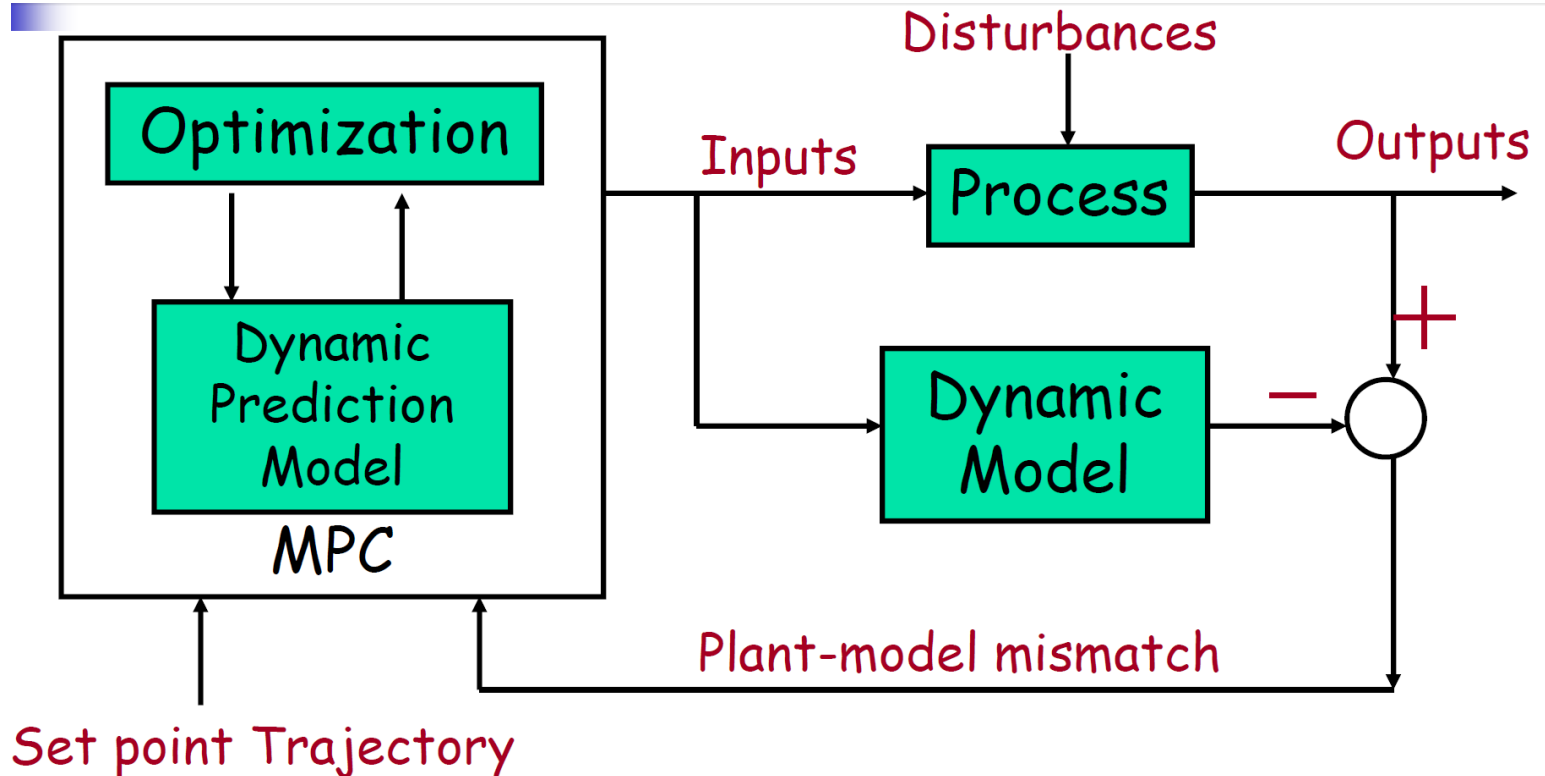 Disturbances
Optimization
Inputs
Process
Outputs
+
Dynamic
Prediction
Model
MPC
Dynamic
Model
−
Plant-model mismatch
Set point Trajectory